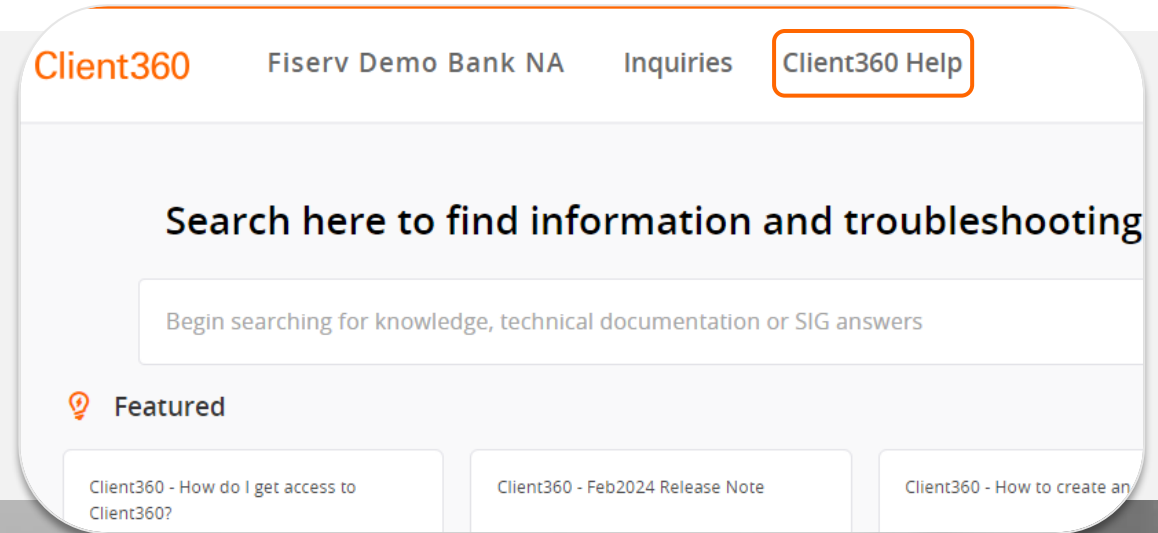 Client360 Fiserv Demo Bank NA Inquiries Client360 Help
Search here to find information and troubleshooting
Begin searching for knowledge, technical documentation or SIG answers
Featured
Client360 - How do I get access to
Client360?
Client360 - Feb2024 Release Note
Client360 - How to create an